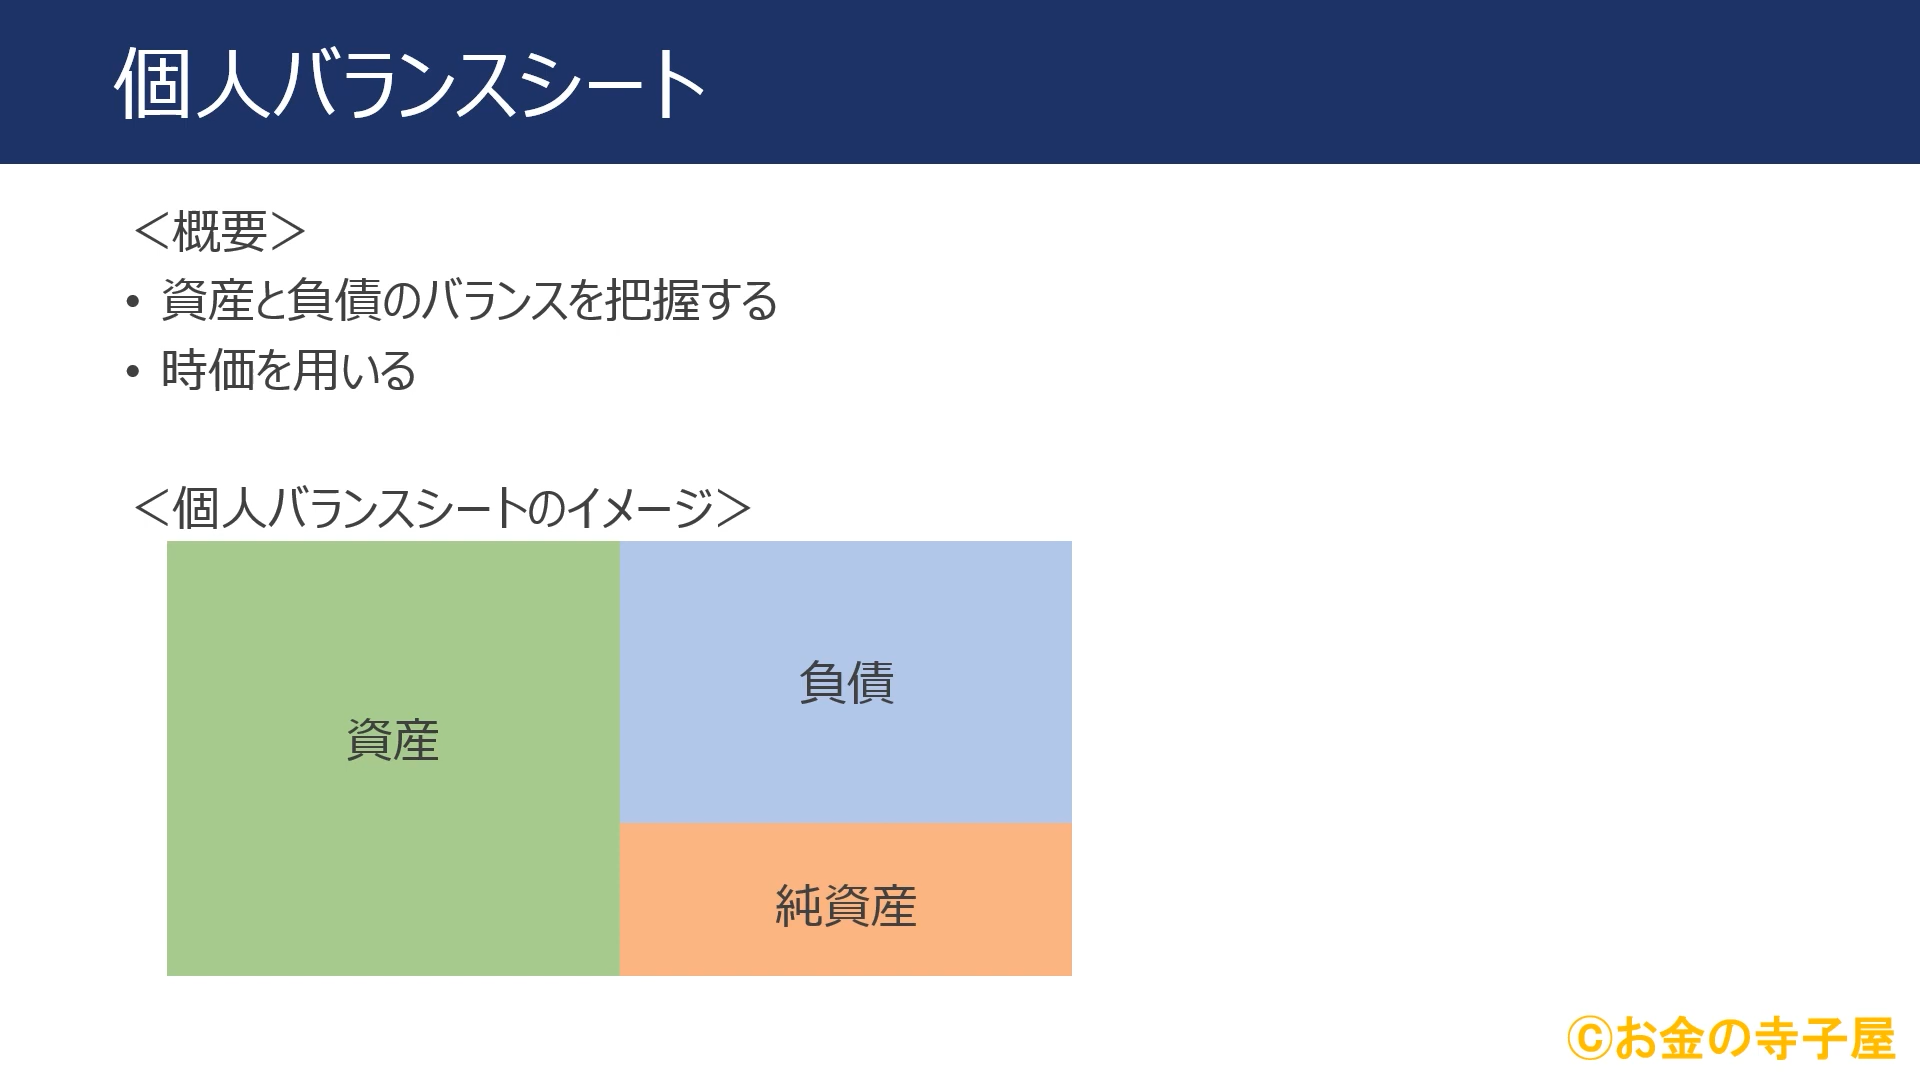 個人バランスシート
＜概要＞
• 資産と負債のバランスを把握する
• 時価を用いる
＜個人バランスシートのイメージ＞
資産
負債
純資産
©お金の寺子屋